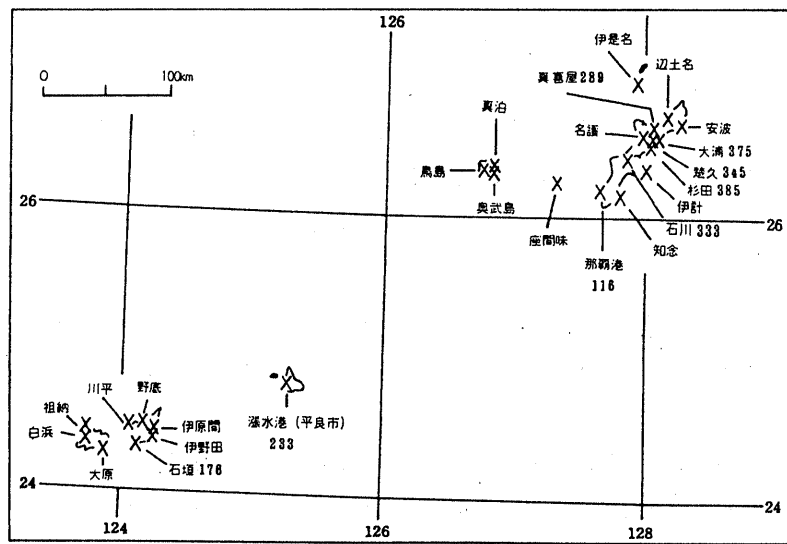 126
0 100km
伊是名
真喜屋 289
辺土名
真泊
名護
安波
大浦 375
楚久 345
杉田 385
伊計
石川 333
知念
鳥島
奥武島
座間味
那覇港
116
26
26
川平
野底
祖納
白浜
大原
伊原間
伊野田
石垣 176
漲水港 (平良市)
233
24
24
124
126
128